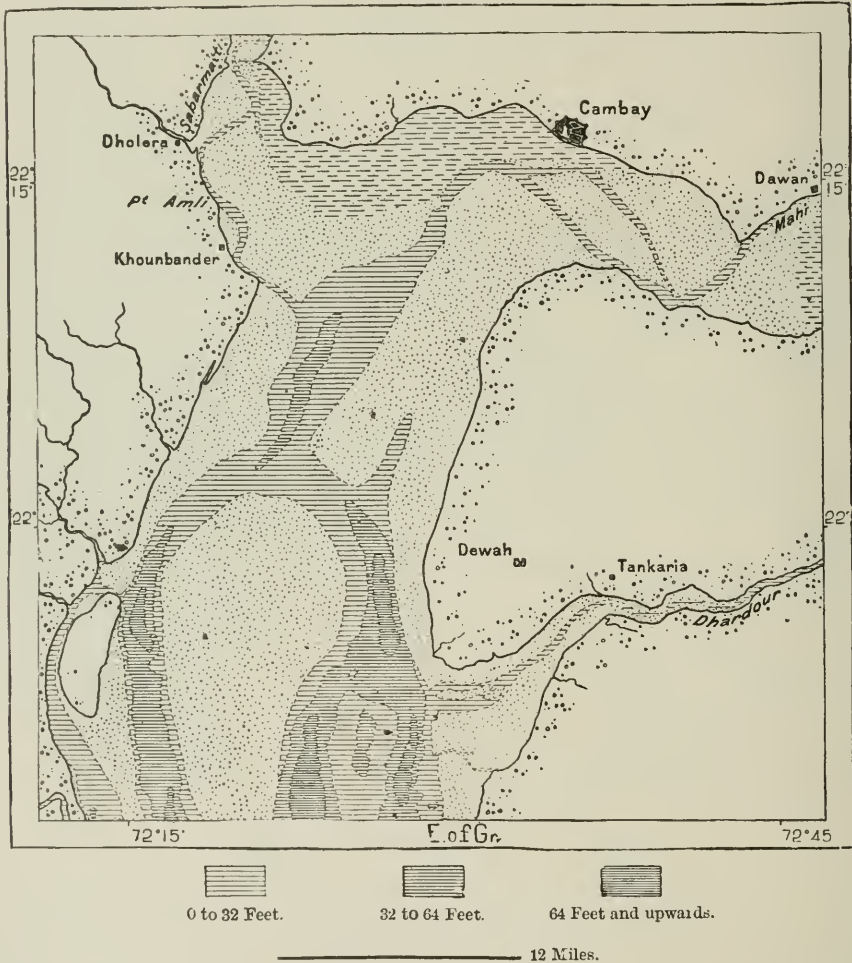 Sabarmati
Cambay
Dholera
22°
15'
22°
15'
Dawan
Pt Amli
Mahi
Khounbander
22°
22°
Dewah
Tankaria
Dhardour
72°15'
E. of Gr.
72°45'
0 to 32 Feet.
32 to 64 Feet.
64 Feet and upwards.
12 Miles.